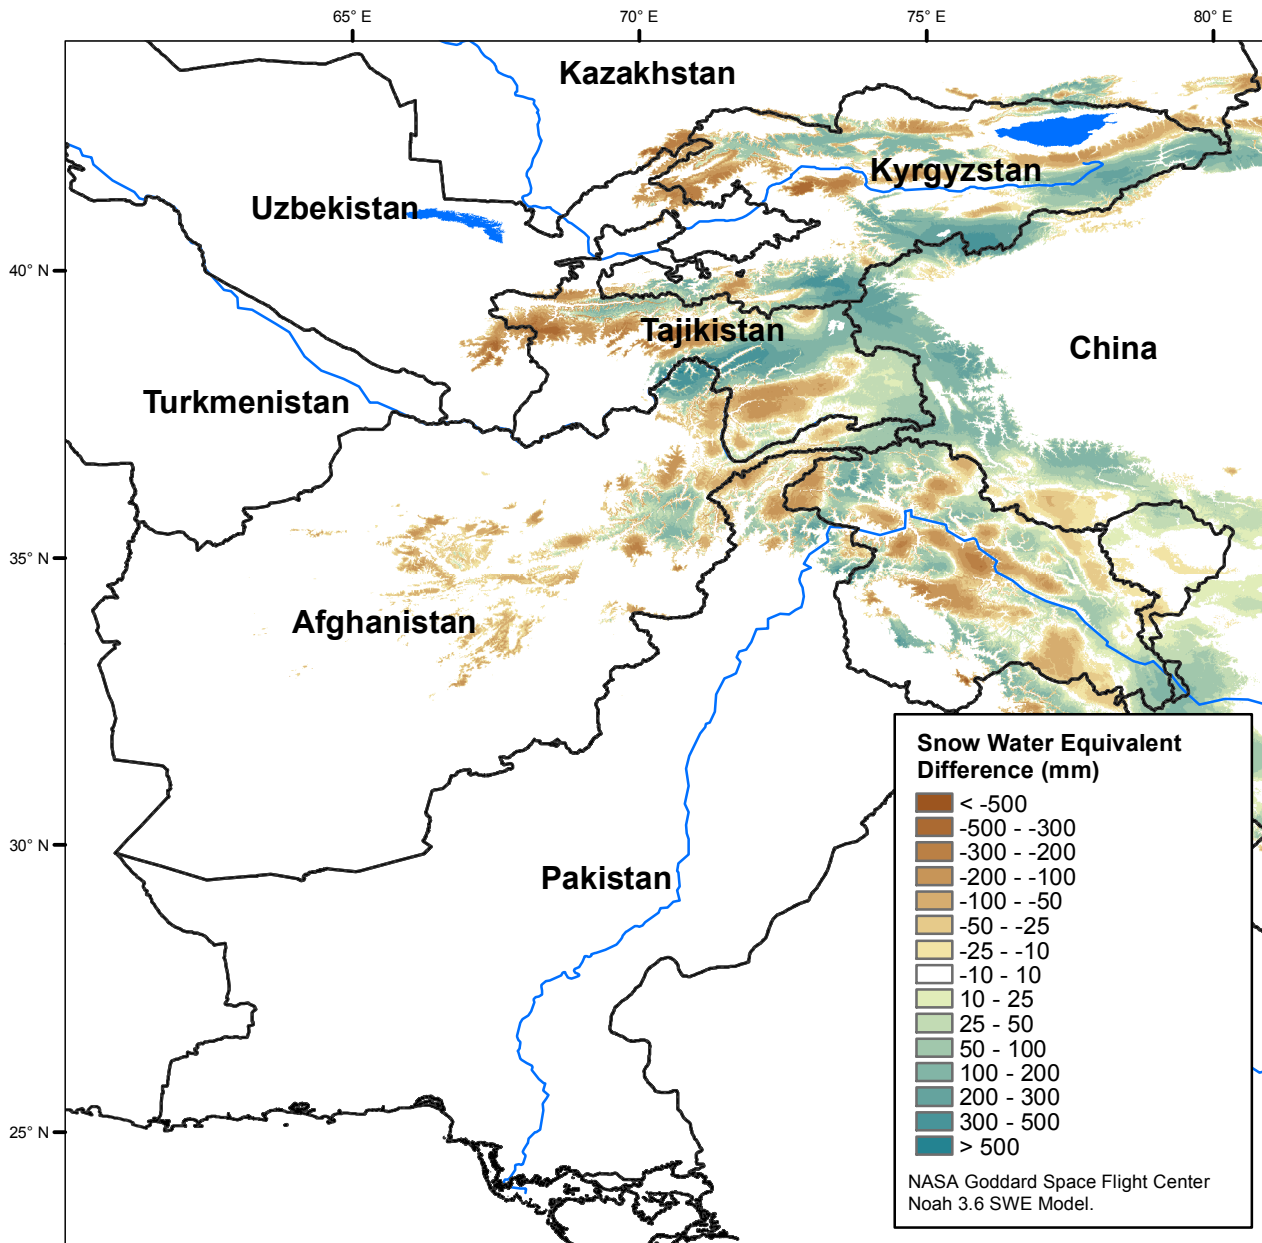 65° E
70° E
75° E
80° E
Kazakhstan
Kyrgyzstan
Uzbekistan
40° N
Tajikistan
China
Turkmenistan
35° N
Afghanistan
Snow Water Equivalent
Difference (mm)
< -500
-500 - -300
-300 - -200
-200 - -100
-100 - -50
-50 - -25
-25 - -10
-10 - 10
10 - 25
25 - 50
50 - 100
100 - 200
200 - 300
300 - 500
> 500
NASA Goddard Space Flight Center
Noah 3.6 SWE Model.
30° N
Pakistan
25° N